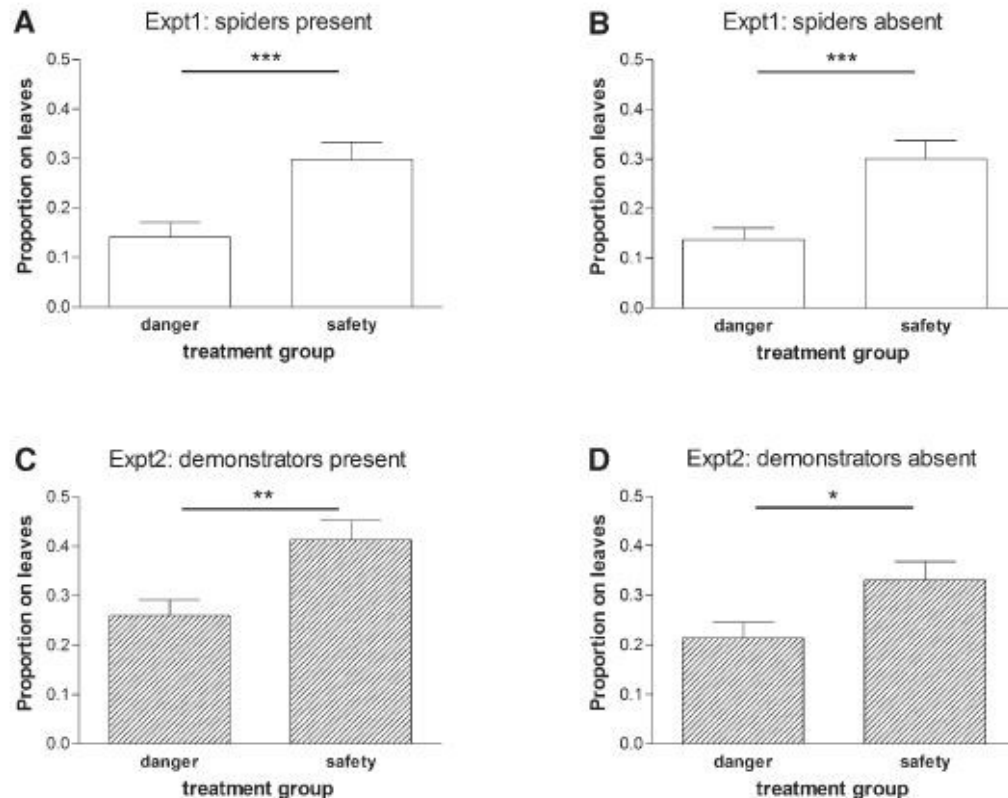 A
Expt1: spiders present
0.5
***
0.4
0.3
0.2
0.1
0.0
Proportion on leaves
danger safety
treatment group
B
Expt1: spiders absent
0.5
***
0.4
0.3
0.2
0.1
0.0
Proportion on leaves
danger safety
treatment group
C
Expt2: demonstrators present
0.5
**
0.4
0.3
0.2
0.1
0.0
Proportion on leaves
danger safety
treatment group
D
Expt2: demonstrators absent
0.5
*
0.4
0.3
0.2
0.1
0.0
Proportion on leaves
danger safety
treatment group